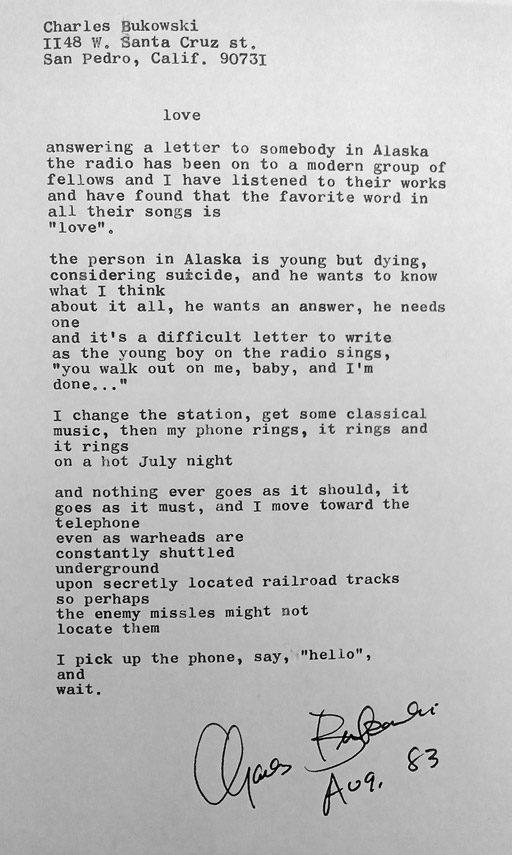 Charles Bukowski
II48 W. Santa Cruz st.
San Pedro, Calif. 9073I
love
answering a letter to somebody in Alaska
the radio has been on to a modern group of
fellows and I have listened to their works
and have found that the favorite word in
all their songs is
"love".
the person in Alaska is young but dying,
considering suicide, and he wants to know
what I think
about it all, he wants an answer, he needs
one
and it's a difficult letter to write
as the young boy on the radio sings,
"you walk out on me, baby, and I'm
done..."
I change the station, get some classical
music, then my phone rings, it rings and
it rings
on a hot July night
and nothing ever goes as it should, it
goes as it must, and I move toward the
telephone
even as warheads are
constantly shuttled
underground
upon secretly located railroad tracks
so perhaps
the enemy missles might not
locate them
I pick up the phone, say, "hello",
and
wait.
Charles Bukowski
Aug. 83